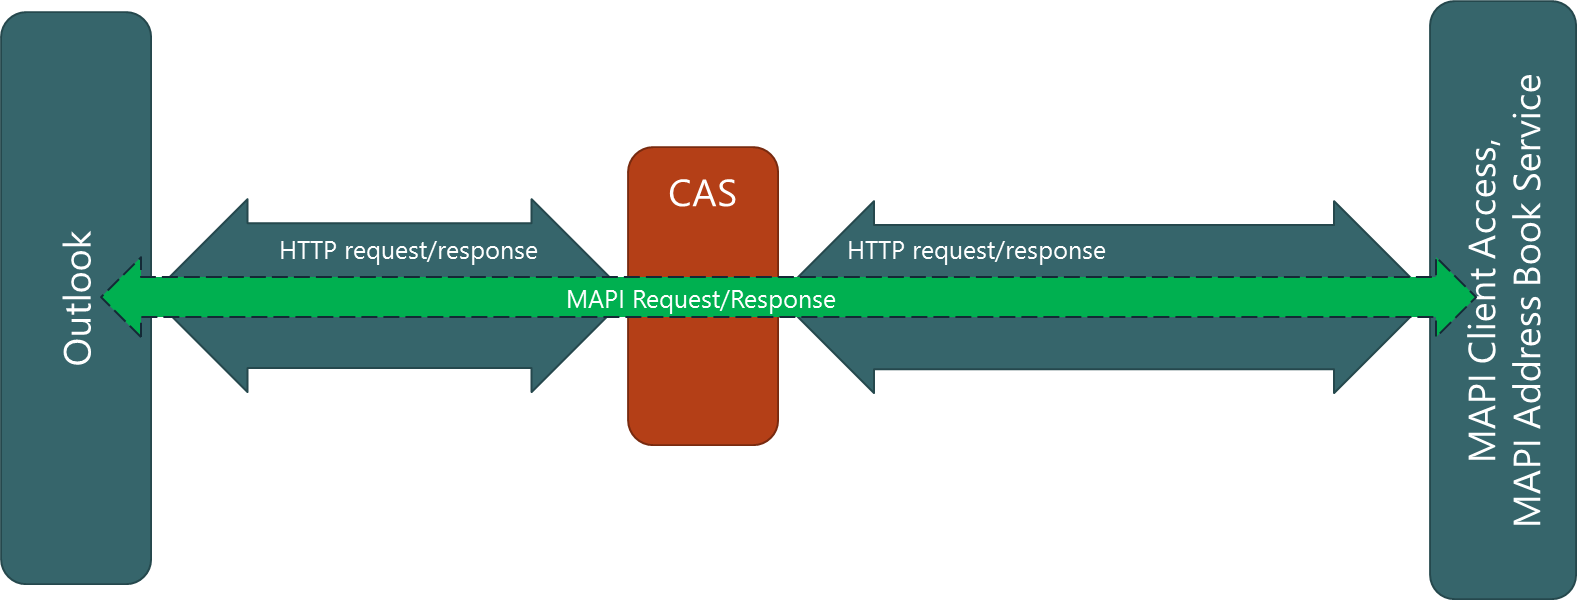 Outlook
HTTP request/response
CAS
HTTP request/response
MAPI Request/Response
MAPI Client Access,
MAPI Address Book Service